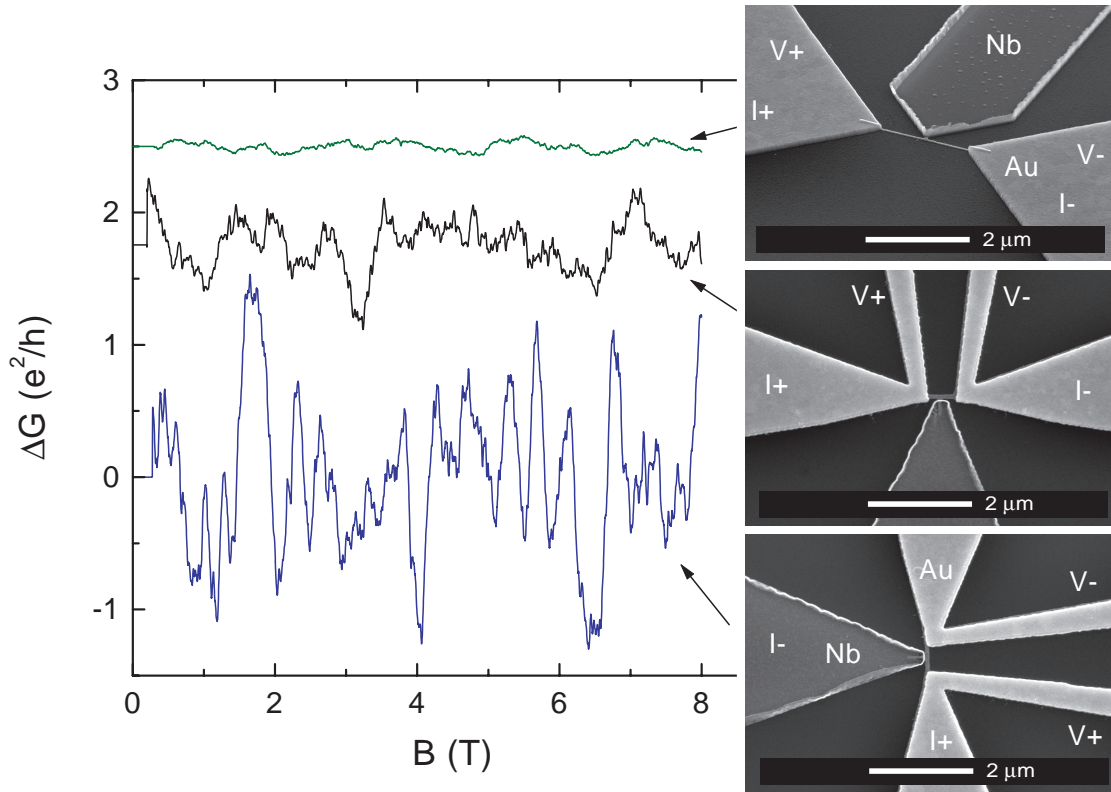 3
2
1
0
-1
ΔG (e²/h)
0 2 4 6 8
B (T)
V+
I+
Nb
Au
V-
I-
2 μm
V+ V-
I+ I-
2 μm
Au
V-
I-
Nb
I+
V+
2 μm